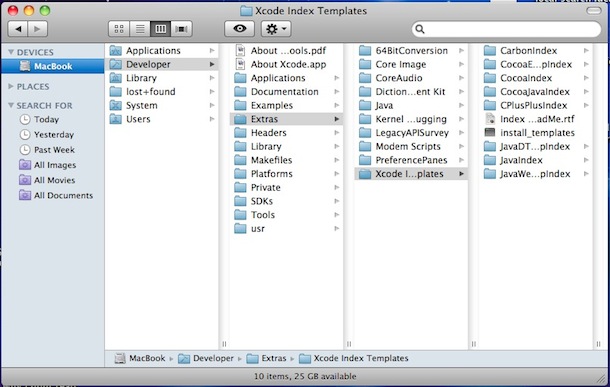 Xcode Index Templates
DEVICES
MacBook
PLACES
SEARCH FOR
Today
Yesterday
Past Week
All Images
All Movies
All Documents
Applications
Developer
Library
lost+found
System
Users
About ...ools.pdf
About Xcode.app
Applications
Documentation
Examples
Extras
Headers
Library
Makefiles
Platforms
Private
SDKs
Tools
usr
64BitConversion
Core Image
CoreAudio
Diction...ent Kit
Java
Kernel ...ugging
LegacyAPISurvey
Modem Scripts
PreferencePanes
Xcode I...plates
CarbonIndex
CocoaE...pIndex
CocoaIndex
CocoaJavaIndex
CPlusPlusIndex
Index ...adMe.rtf
install_templates
JavaDT...pIndex
JavaIndex
JavaWe...pIndex
MacBook ▸ Developer ▸ Extras ▸ Xcode Index Templates
10 items, 25 GB available